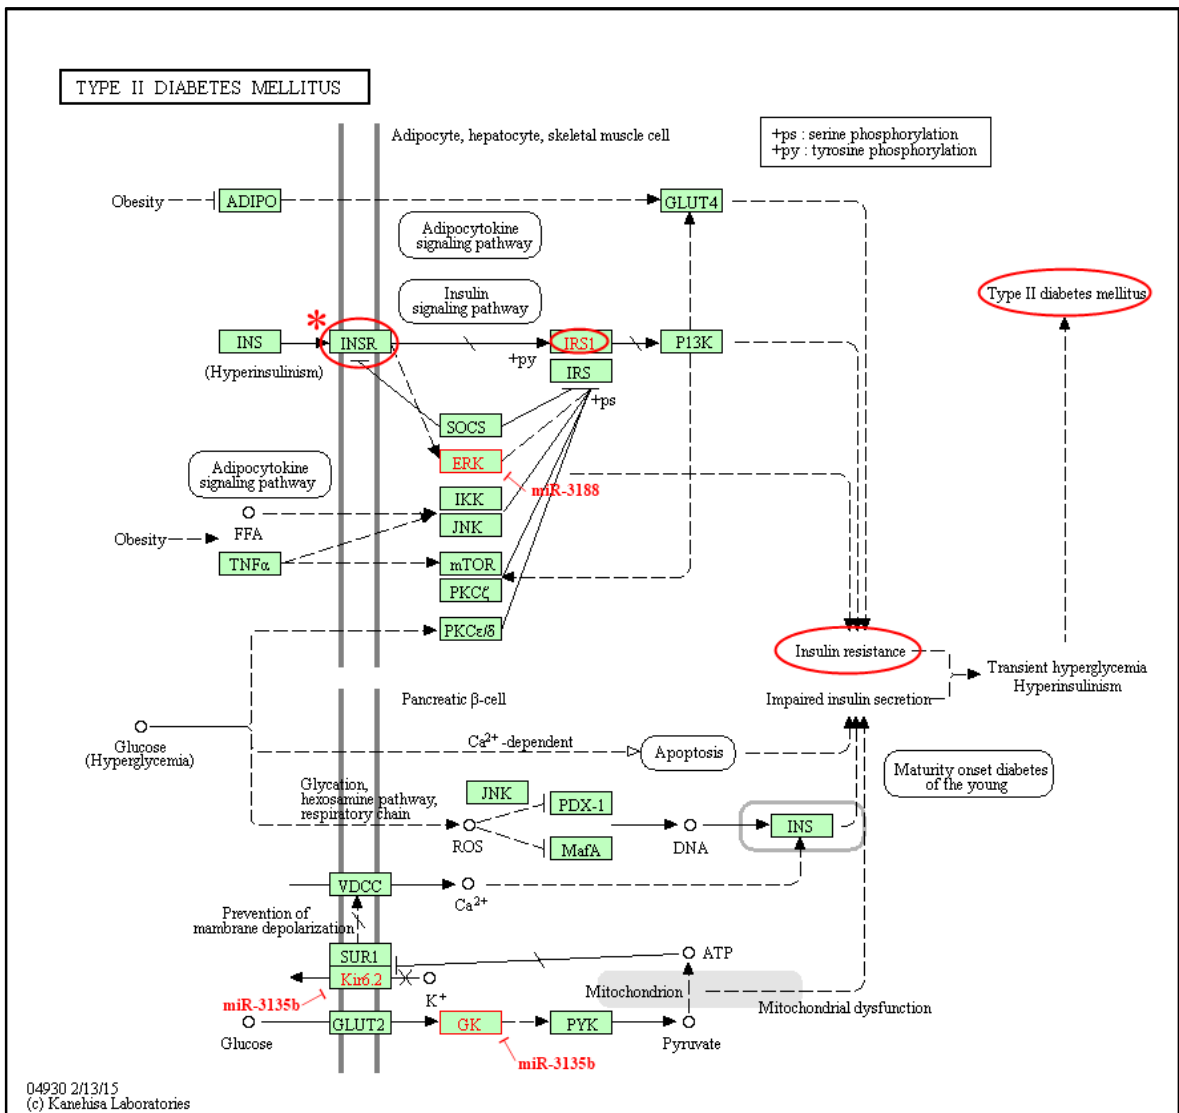 TYPE II DIABETES MELLITUS
Adipocyte, hepatocyte, skeletal muscle cell
+ps : serine phosphorylation
+py : tyrosine phosphorylation
Obesity
ADIPO
GLUT4
Adipocytokine
signaling pathway
Insulin
signaling pathway
Type II diabetes mellitus
*
INS
INSR
IRS1
P13K
(Hyperinsulinism)
+py
IRS
+ps
SOCS
ERK
miR-3188
Adipocytokine
signaling pathway
IKK
FFA
JNK
Obesity
TNFα
mTOR
PKCζ
PKCε/δ
Insulin resistance
Transient hyperglycemia
Hyperinsulinism
Pancreatic β-cell
Impaired insulin secretion
Glucose
(Hyperglycemia)
Ca2+ -dependent
Apoptosis
Maturity onset diabetes
of the young
Glycation,
hexosamine pathway,
respiratory chain
JNK
PDX-1
ROS
MafA
DNA
INS
VDCC
Ca2+
Prevention of
membrane depolarization
SUR1
ATP
Kir6.2
K+
Mitochondrion
Mitochondrial dysfunction
miR-3135b
Glucose
GLUT2
GK
PYK
Pyruvate
miR-3135b
04930 2/13/15
(c) Kanehisa Laboratories